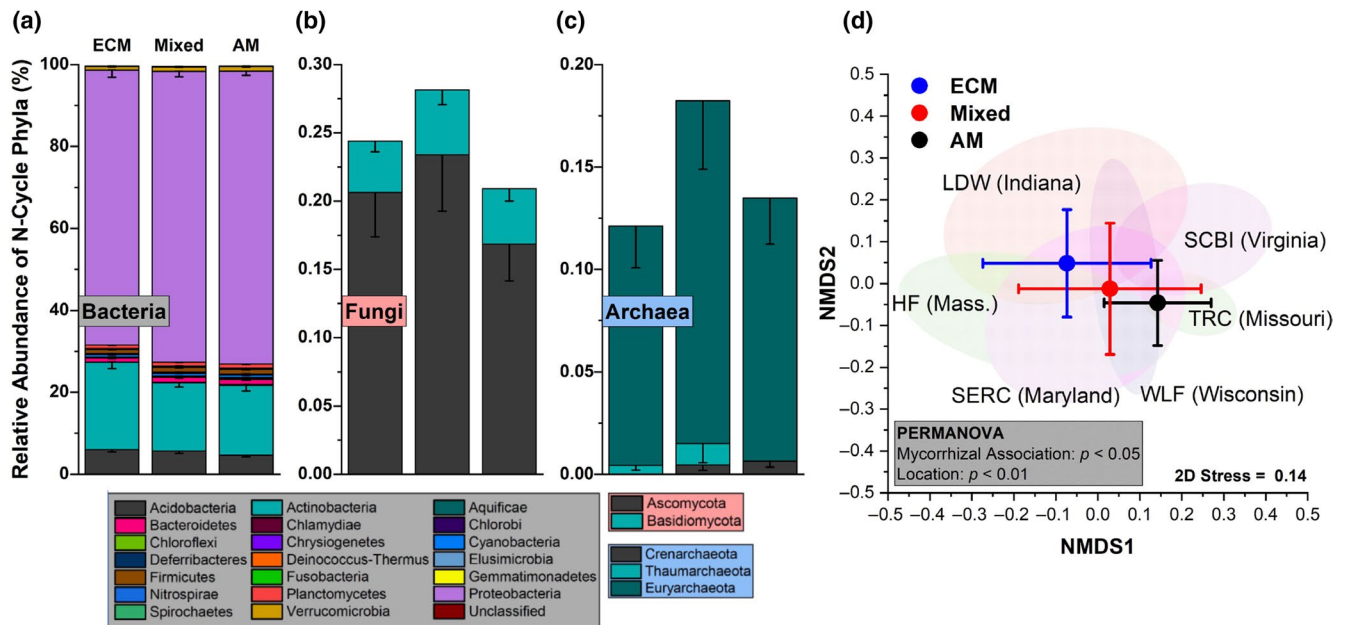 (a)
ECM Mixed AM
Relative Abundance of N-Cycle Phyla (%)
100
80
60
40
20
0
Bacteria
(b)
0.30
0.25
0.20
0.15
0.10
0.05
0.00
Fungi
(c)
0.20
0.15
0.10
0.05
0.00
Archaea
Acidobacteria Actinobacteria Aquificae
Bacteroidetes Chlamydiae Chlorobi
Chloroflexi Chrysiogenetes Cyanobacteria
Deferribacteres Deinococcus-Thermus Elusimicrobia
Firmicutes Fusobacteria Gemmatimonadetes
Nitrospirae Planctomycetes Proteobacteria
Spirochaetes Verrucomicrobia Unclassified
Ascomycota
Basidiomycota
Crenarchaeota
Thaumarchaeota
Euryarchaeota
(d)
NMDS2
0.5
0.4
0.3
0.2
0.1
0.0
−0.1
−0.2
−0.3
−0.4
−0.5
ECM
Mixed
AM
LDW (Indiana)
SCBI (Virginia)
HF (Mass.)
TRC (Missouri)
SERC (Maryland)
WLF (Wisconsin)
PERMANOVA
Mycorrhizal Association: p < 0.05
Location: p < 0.01
2D Stress = 0.14
−0.5 −0.4 −0.3 −0.2 −0.1 0.0 0.1 0.2 0.3 0.4 0.5
NMDS1